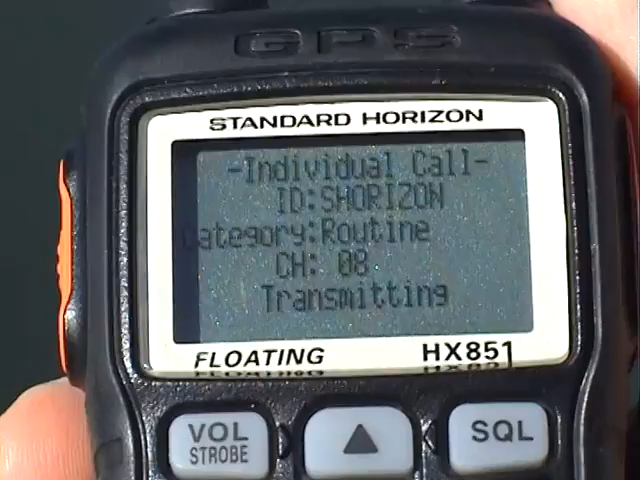 GPS
STANDARD HORIZON
-Individual Call-
ID:SHORIZON
Category:Routine
CH: 08
Transmitting
FLOATING HX851
VOL SQL
STROBE